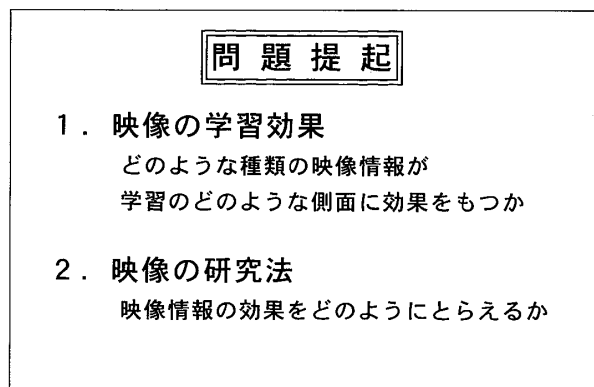 問題提起
1．映像の学習効果
どのような種類の映像情報が
学習のどのような側面に効果をもつか
2．映像の研究法
映像情報の効果をどのようにとらえるか